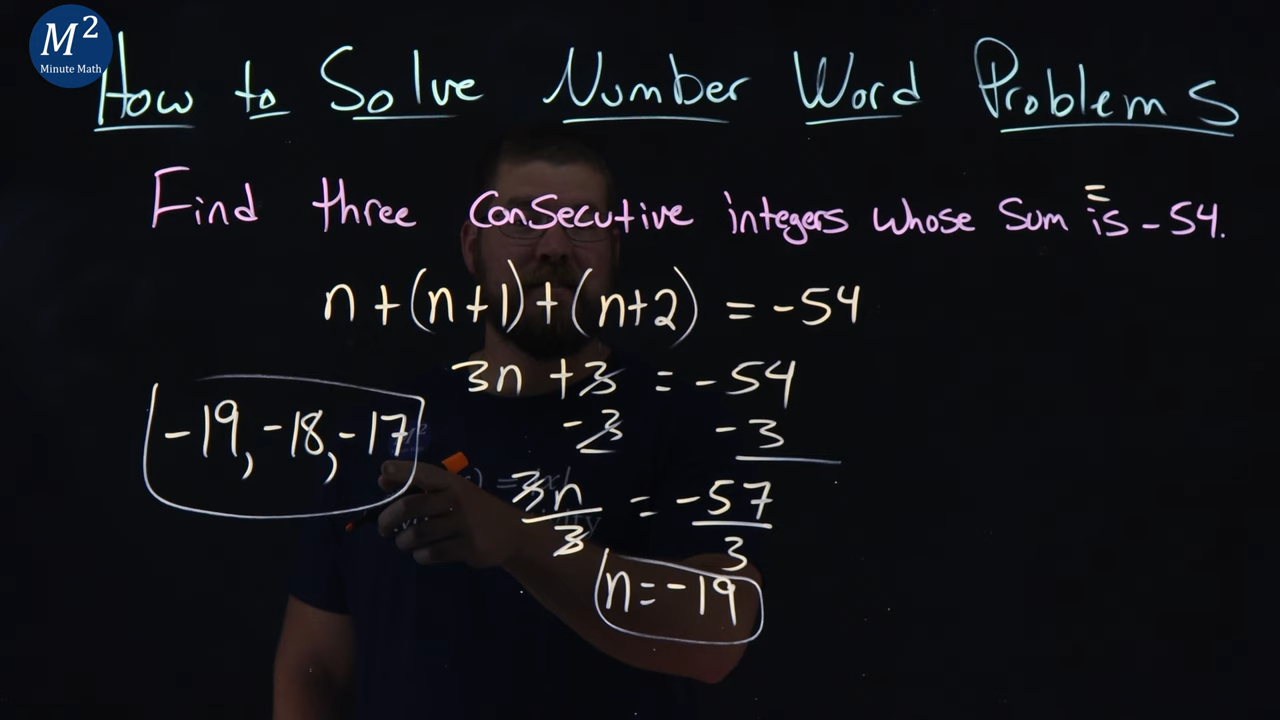 M²
Minute Math
How to Solve Number Word Problems
=
Find three consecutive integers whose sum is -54.
n+(n+1)+(n+2) = -54
3n +3 = -54
-3 -3
-19, -18, -17
3n = -57
3 3
n = -19